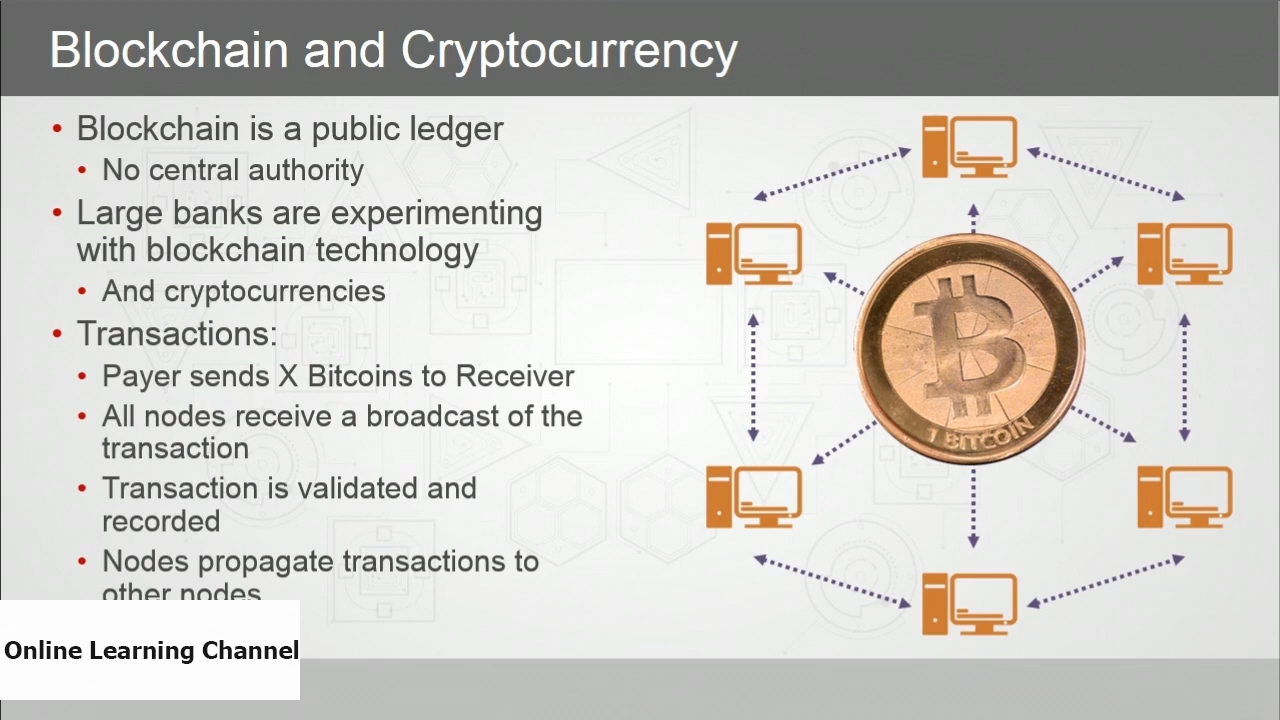 Blockchain and Cryptocurrency
• Blockchain is a public ledger
• No central authority
• Large banks are experimenting
with blockchain technology
• And cryptocurrencies
• Transactions:
• Payer sends X Bitcoins to Receiver
• All nodes receive a broadcast of the
transaction
• Transaction is validated and
recorded
• Nodes propagate transactions to
other nodes
1 BITCOIN
Online Learning Channel